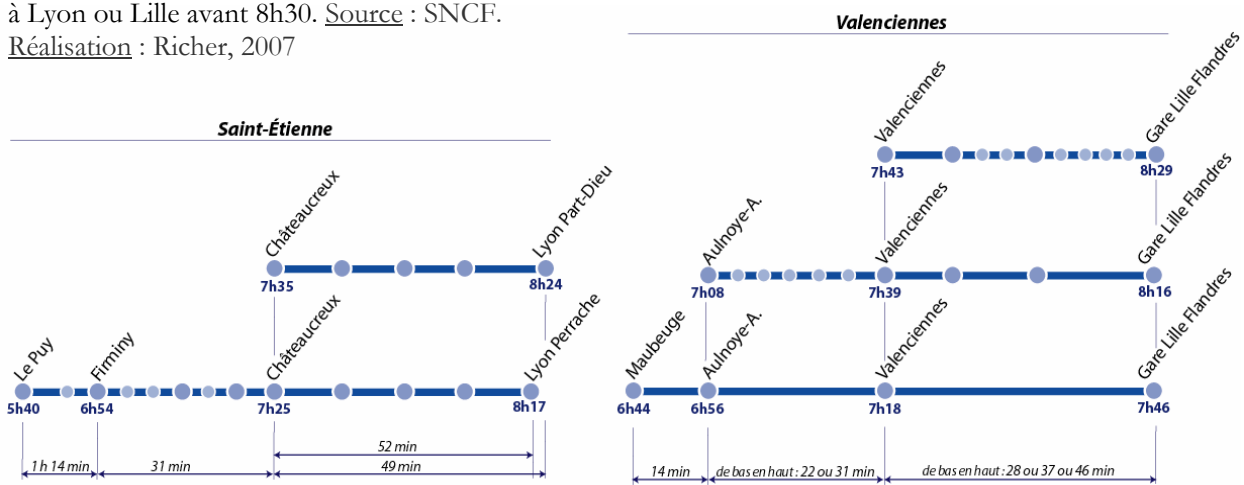 à Lyon ou Lille avant 8h30. Source : SNCF.
Réalisation : Richer, 2007
Saint-Étienne
Châteaucreux
Lyon Part-Dieu
7h35
8h24
Le Puy
Firminy
Châteaucreux
Lyon Perrache
5h40
6h54
7h25
8h17
52 min
1 h 14 min
31 min
49 min
Valenciennes
Valenciennes
Gare Lille Flandres
7h43
8h29
Aulnoye-A.
Valenciennes
Gare Lille Flandres
7h08
7h39
8h16
Maubeuge
Aulnoye-A.
Valenciennes
Gare Lille Flandres
6h44
6h56
7h18
7h46
14 min
de bas en haut : 22 ou 31 min
de bas en haut : 28 ou 37 ou 46 min